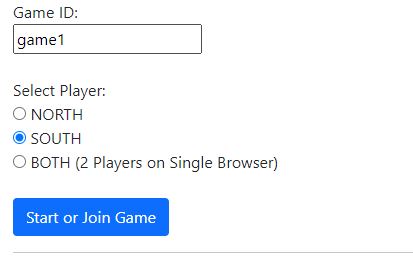 Game ID:
game1
Select Player:
NORTH
SOUTH
BOTH (2 Players on Single Browser)
Start or Join Game